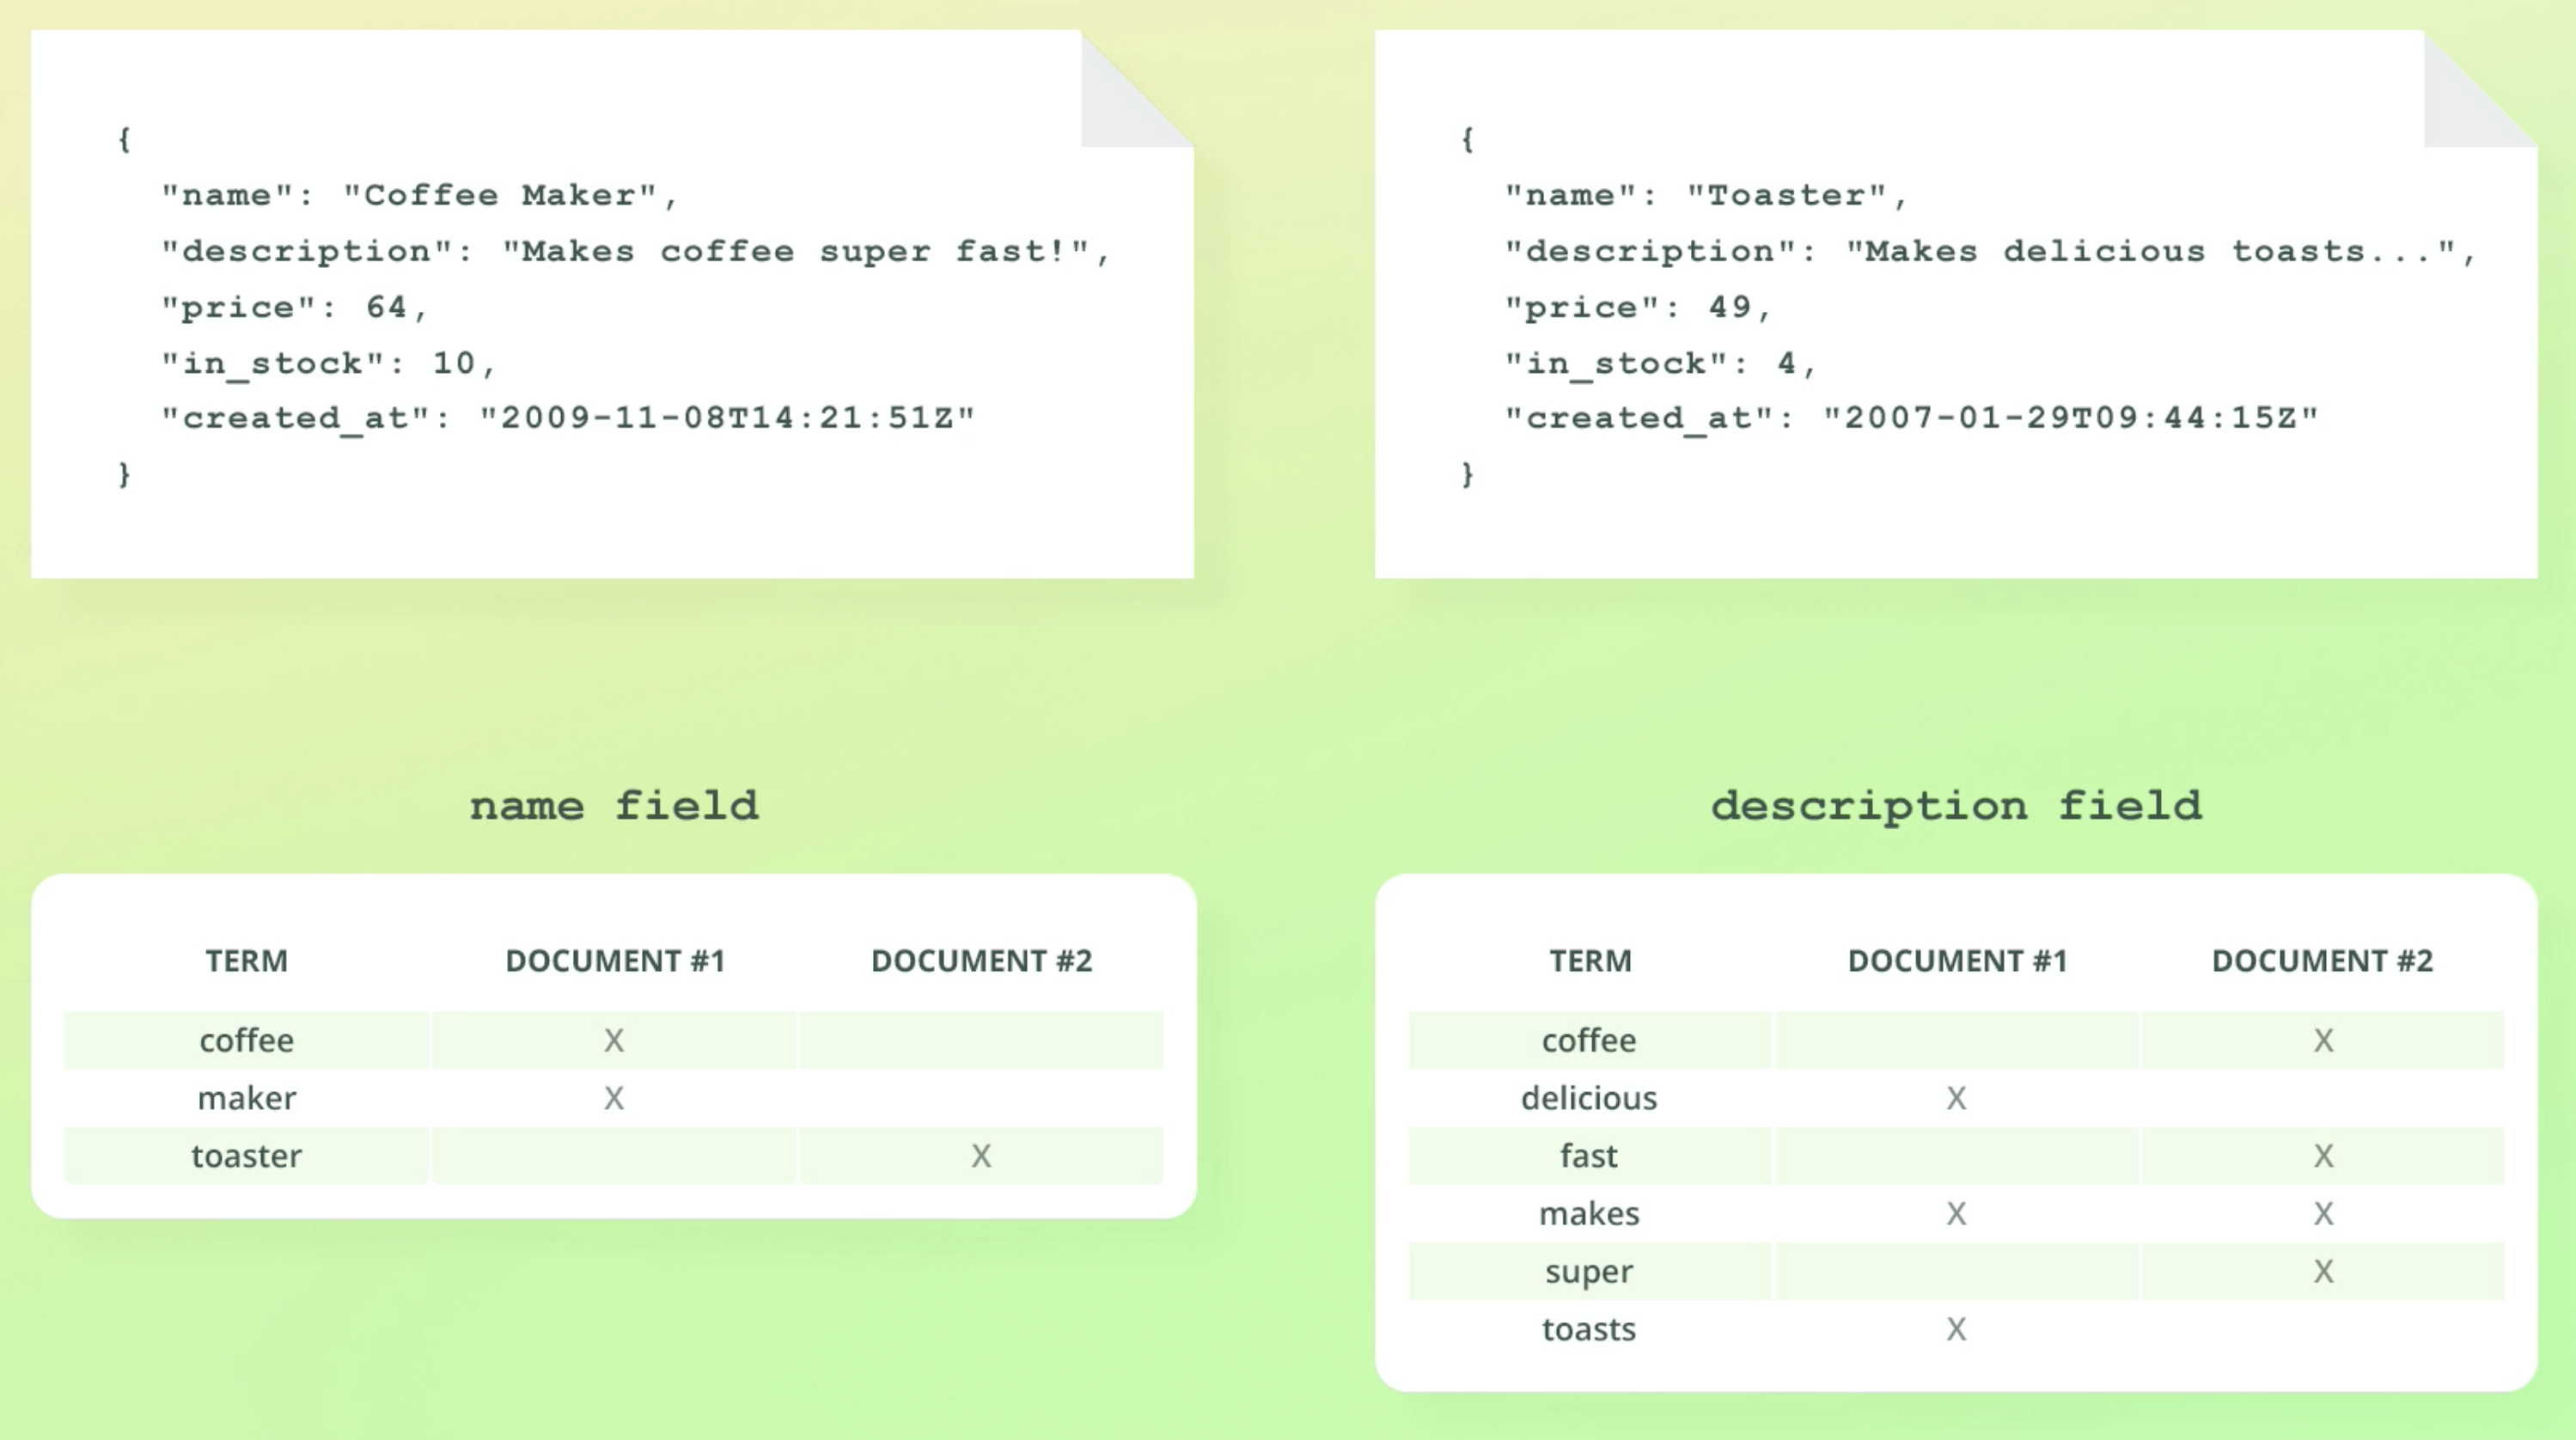 {
"name": "Coffee Maker",
"description": "Makes coffee super fast!",
"price": 64,
"in_stock": 10,
"created_at": "2009-11-08T14:21:51Z"
}
{
"name": "Toaster",
"description": "Makes delicious toasts...",
"price": 49,
"in_stock": 4,
"created_at": "2007-01-29T09:44:15Z"
}
name field
TERM DOCUMENT #1 DOCUMENT #2
coffee X
maker X
toaster X
description field
TERM DOCUMENT #1 DOCUMENT #2
coffee X
delicious X
fast X
makes X X
super X
toasts X